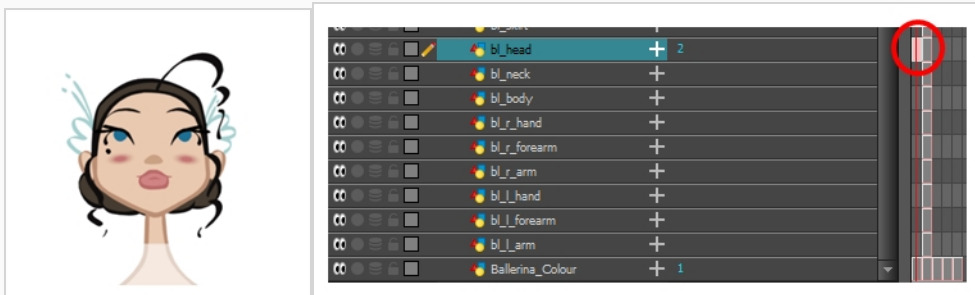 bl_head 2
bl_neck
bl_body
bl_r_hand
bl_r_forearm
bl_r_arm
bl_l_hand
bl_l_forearm
bl_l_arm
Ballerina_Colour 1